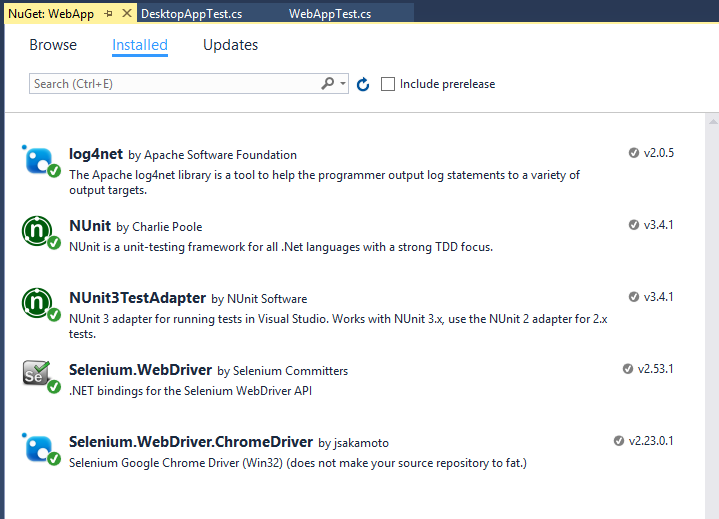 NuGet: WebApp
DesktopAppTest.cs
WebAppTest.cs
Browse
Installed
Updates
Search (Ctrl+E)
Include prerelease
log4net by Apache Software Foundation
v2.0.5
The Apache log4net library is a tool to help the programmer output log statements to a variety of
output targets.
n
NUnit by Charlie Poole
v3.4.1
NUnit is a unit-testing framework for all .Net languages with a strong TDD focus.
n
NUnit3TestAdapter by NUnit Software
v3.4.1
NUnit 3 adapter for running tests in Visual Studio. Works with NUnit 3.x, use the NUnit 2 adapter for 2.x
tests.
Se
Selenium.WebDriver by Selenium Committers
v2.53.1
.NET bindings for the Selenium WebDriver API
Selenium.WebDriver.ChromeDriver by jsakamoto
v2.23.0.1
Selenium Google Chrome Driver (Win32) (does not make your source repository to fat.)